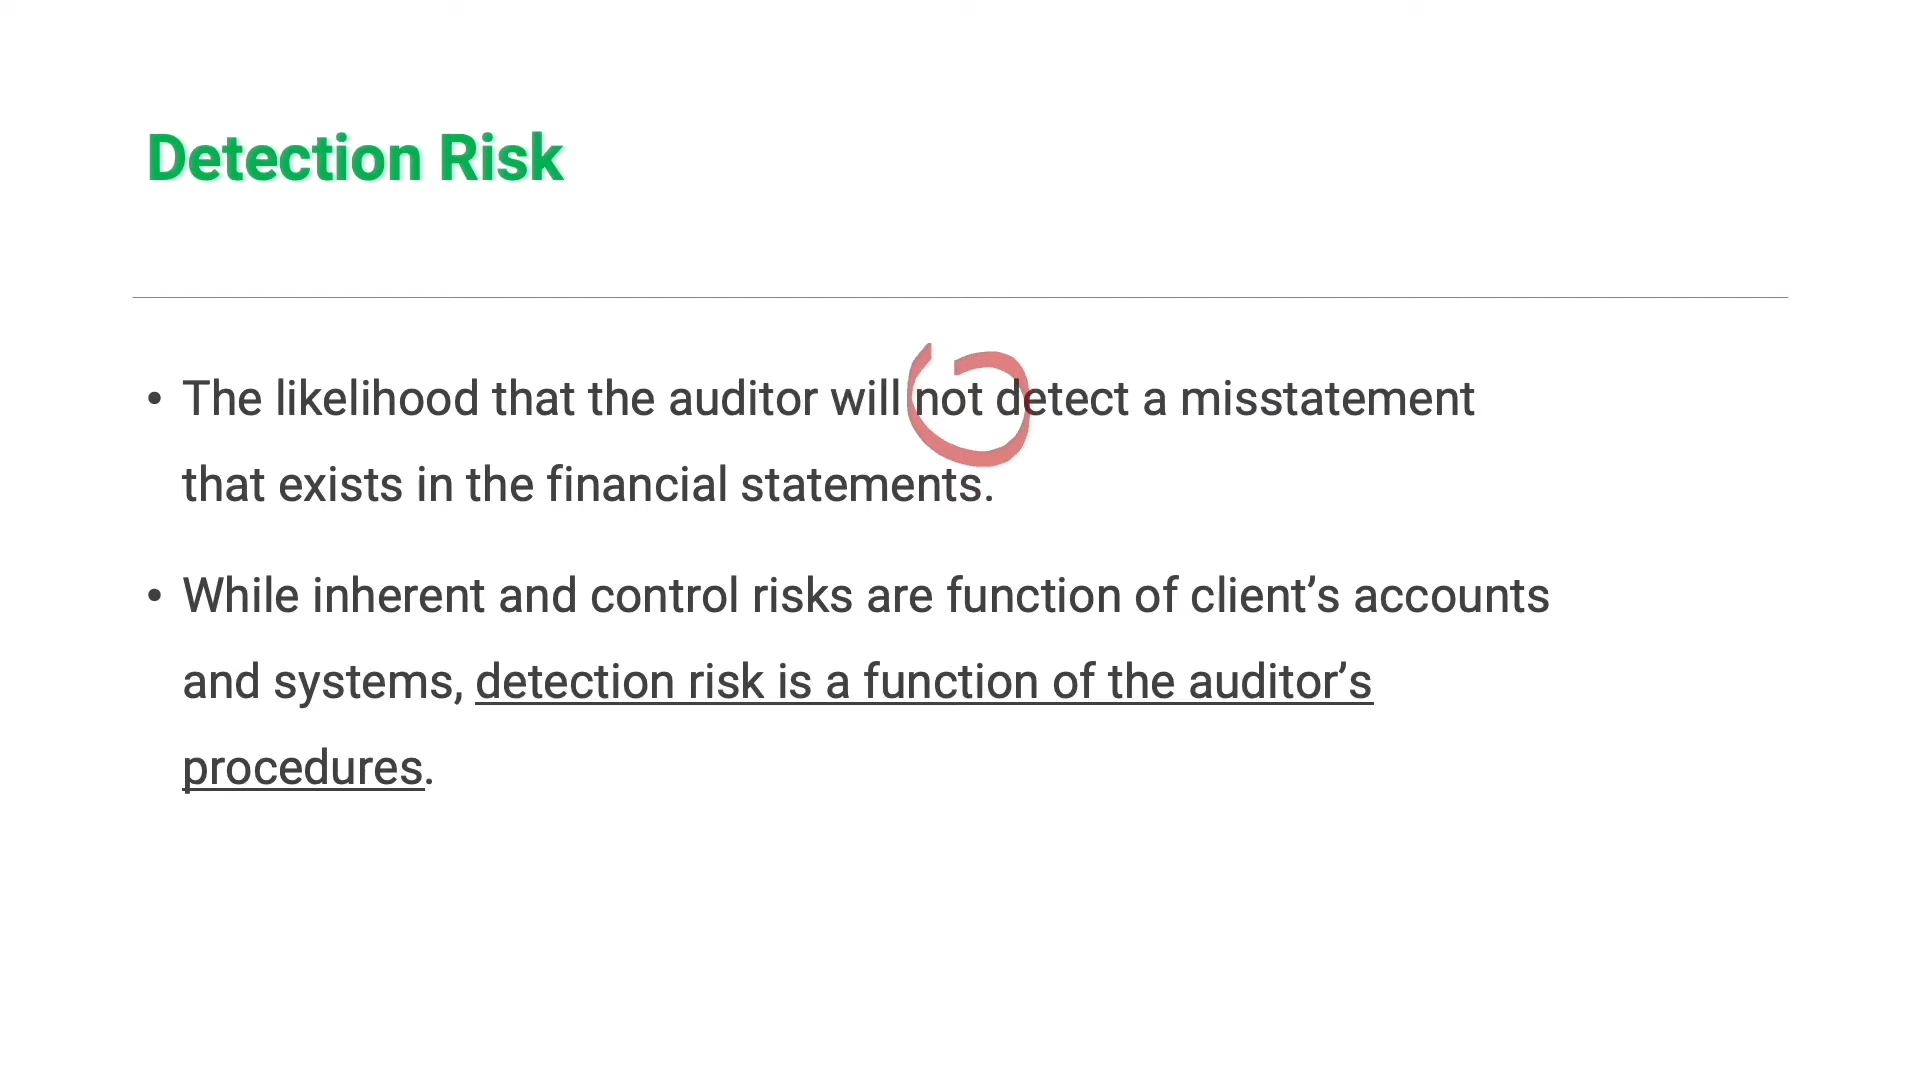 Detection Risk
• The likelihood that the auditor will not detect a misstatement
that exists in the financial statements.
• While inherent and control risks are function of client’s accounts
and systems, detection risk is a function of the auditor’s
procedures.